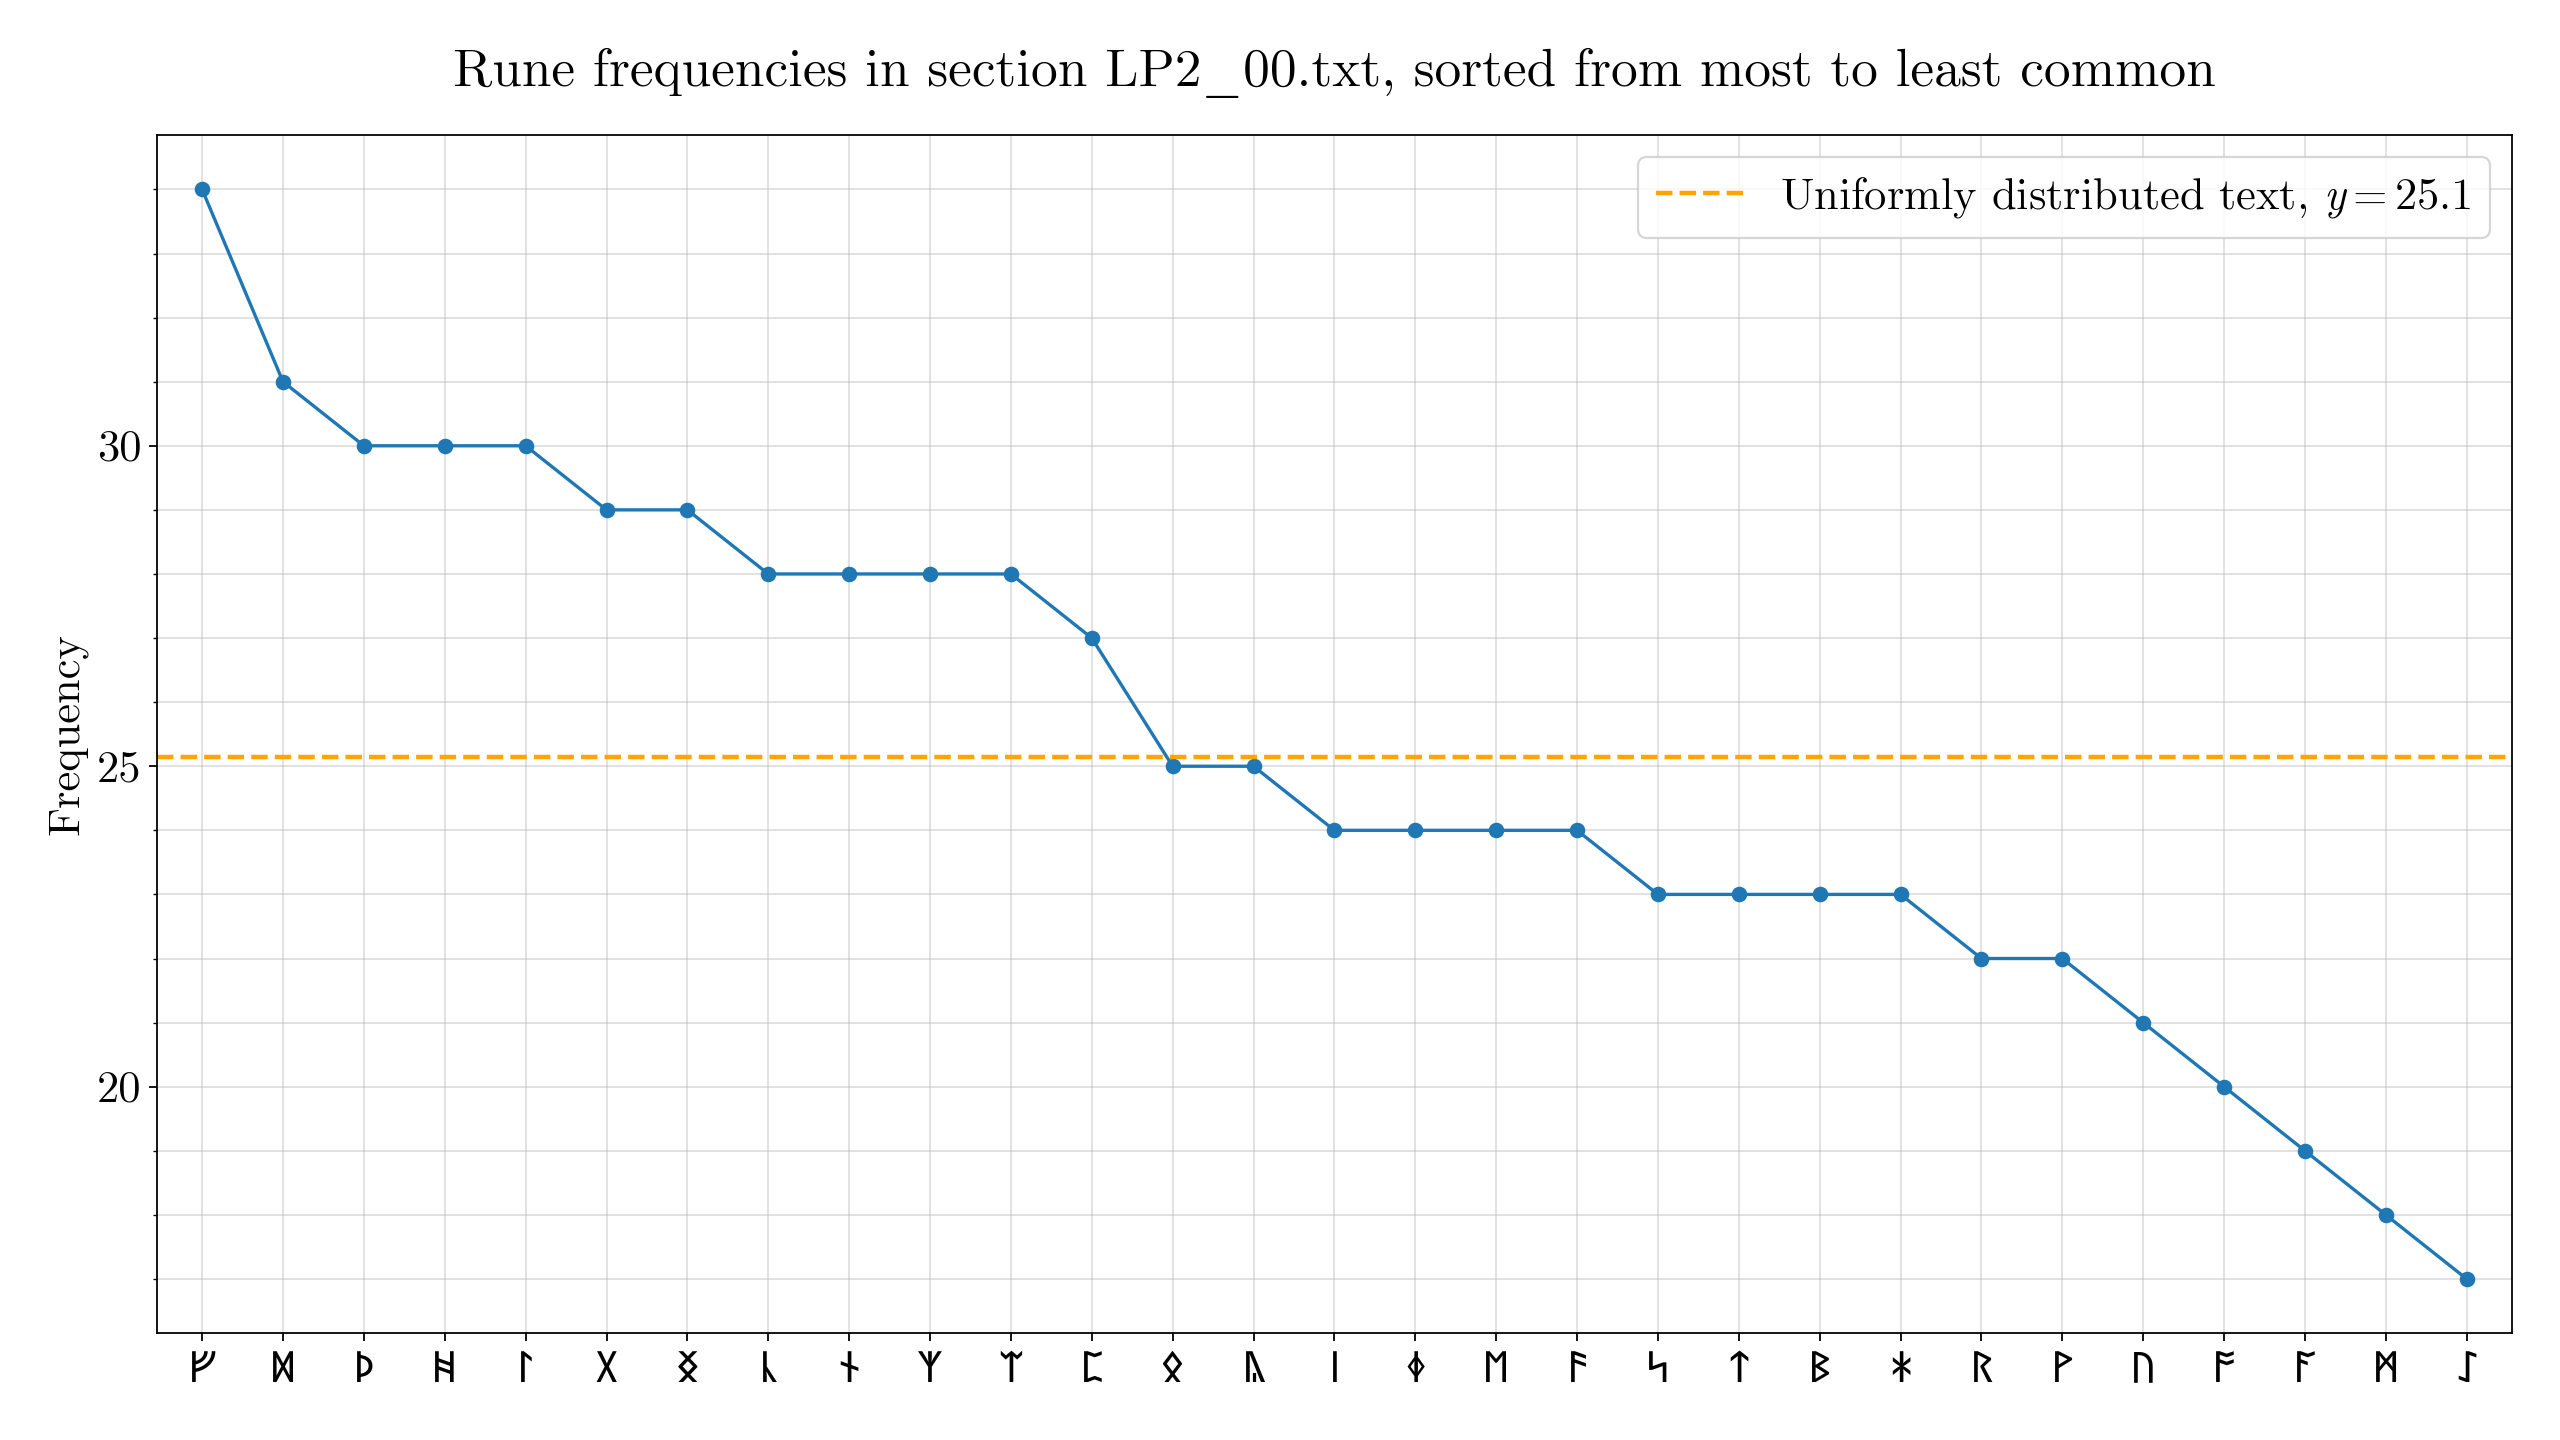 Rune frequencies in section LP2_00.txt, sorted from most to least common
Uniformly distributed text, y = 25.1
Frequency
30
25
20
ᚠ ᛞ ᚦ ᚻ ᛚ ᚷ ᛝ ᚳ ᚾ ᛉ ᛠ ᛈ ᛟ ᚣ ᛁ ᛄ ᛖ ᚪ ᛋ ᛏ ᛒ ᛡ ᚱ ᚹ ᚢ ᚩ ᚫ ᛗ ᛇ